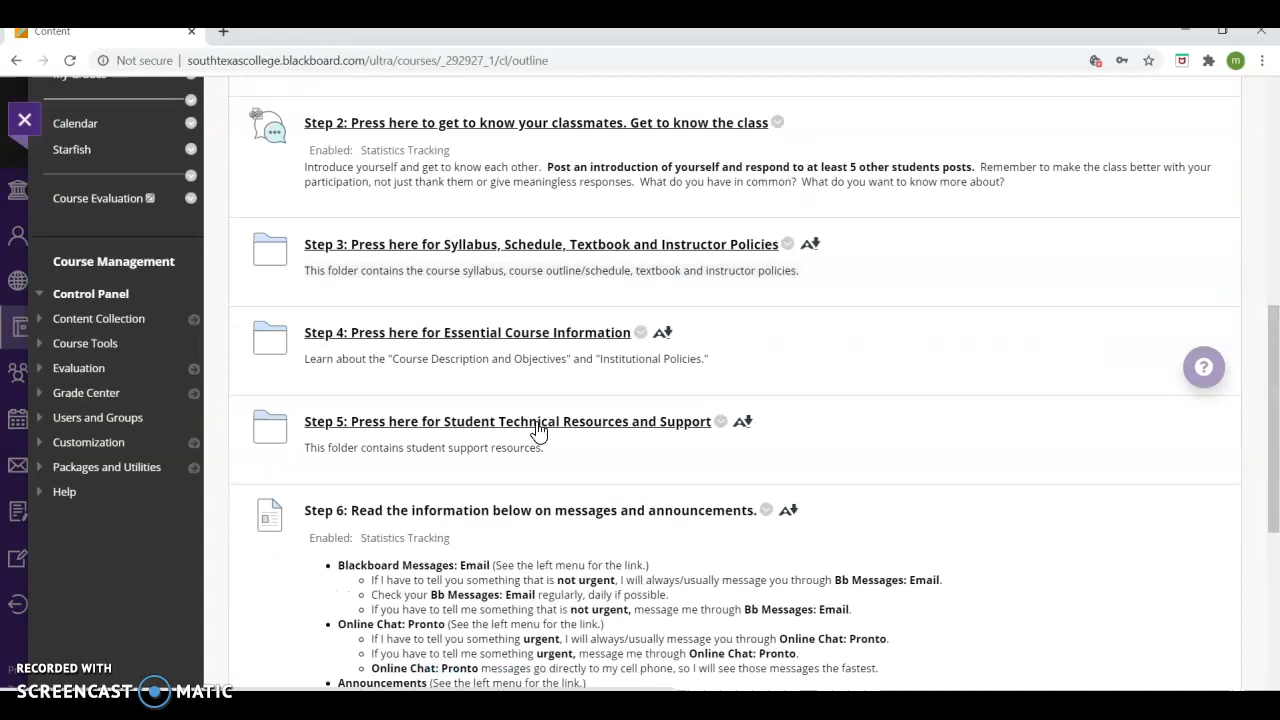 Content
Not secure
southtexascollege.blackboard.com/ultra/courses/_292927_1/cl/outline
m
My Grades
Calendar
Starfish
Course Evaluation
Course Management
Control Panel
Content Collection
Course Tools
Evaluation
Grade Center
Users and Groups
Customization
Packages and Utilities
Help
Step 2: Press here to get to know your classmates. Get to know the class
Enabled: Statistics Tracking
Introduce yourself and get to know each other. Post an introduction of yourself and respond to at least 5 other students posts. Remember to make the class better with your
participation, not just thank them or give meaningless responses. What do you have in common? What do you want to know more about?
Step 3: Press here for Syllabus, Schedule, Textbook and Instructor Policies
This folder contains the course syllabus, course outline/schedule, textbook and instructor policies.
Step 4: Press here for Essential Course Information
Learn about the "Course Description and Objectives" and "Institutional Policies."
Step 5: Press here for Student Technical Resources and Support
This folder contains student support resources.
Step 6: Read the information below on messages and announcements.
Enabled: Statistics Tracking
• Blackboard Messages: Email (See the left menu for the link.)
◦ If I have to tell you something that is not urgent, I will always/usually message you through Bb Messages: Email.
◦ Check your Bb Messages: Email regularly, daily if possible.
◦ If you have to tell me something that is not urgent, message me through Bb Messages: Email.
• Online Chat: Pronto (See the left menu for the link.)
◦ If I have to tell you something urgent, I will always/usually message you through Online Chat: Pronto.
◦ If you have to tell me something urgent, message me through Online Chat: Pronto.
◦ Online Chat: Pronto messages go directly to my cell phone, so I will see those messages the fastest.
• Announcements (See the left menu for the link.)
RECORDED WITH
SCREENCAST MATIC